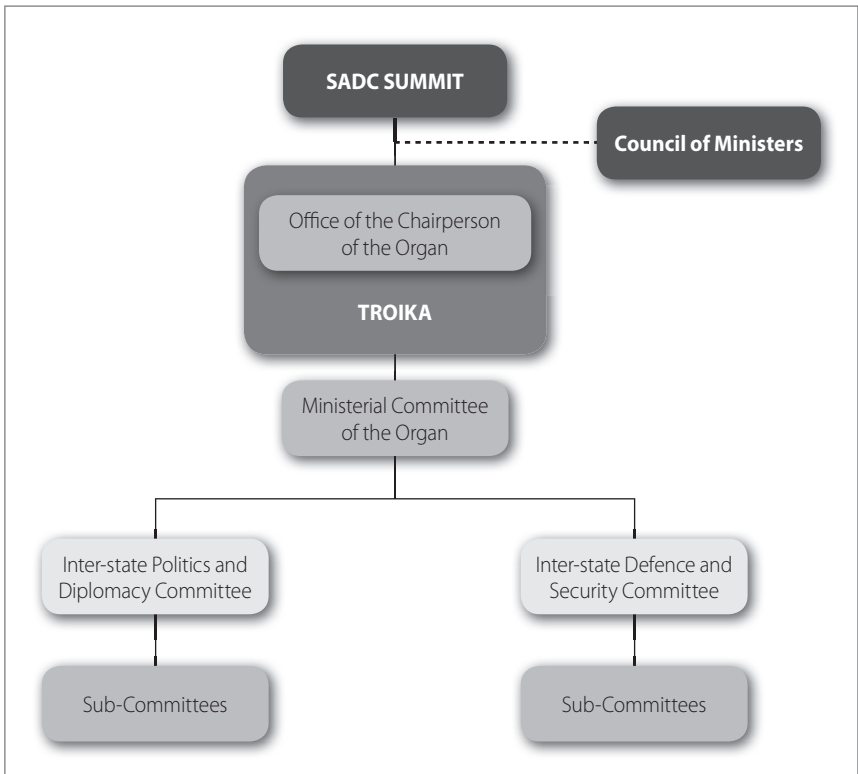 SADC SUMMIT
Council of Ministers
Office of the Chairperson
of the Organ
TROIKA
Ministerial Committee
of the Organ
Inter-state Politics and
Diplomacy Committee
Inter-state Defence and
Security Committee
Sub-Committees
Sub-Committees